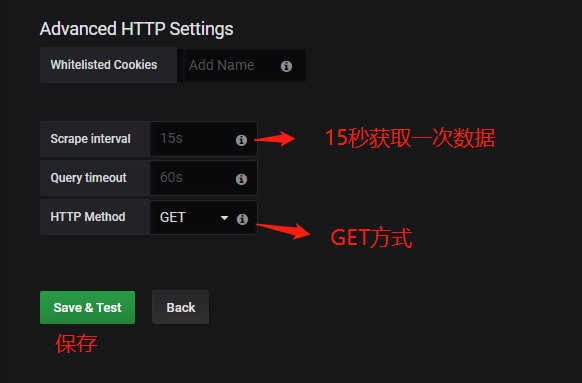 Advanced HTTP Settings
Whitelisted Cookies Add Name
Scrape interval 15s 15秒获取一次数据
Query timeout 60s
HTTP Method GET GET方式
Save & Test Back
保存